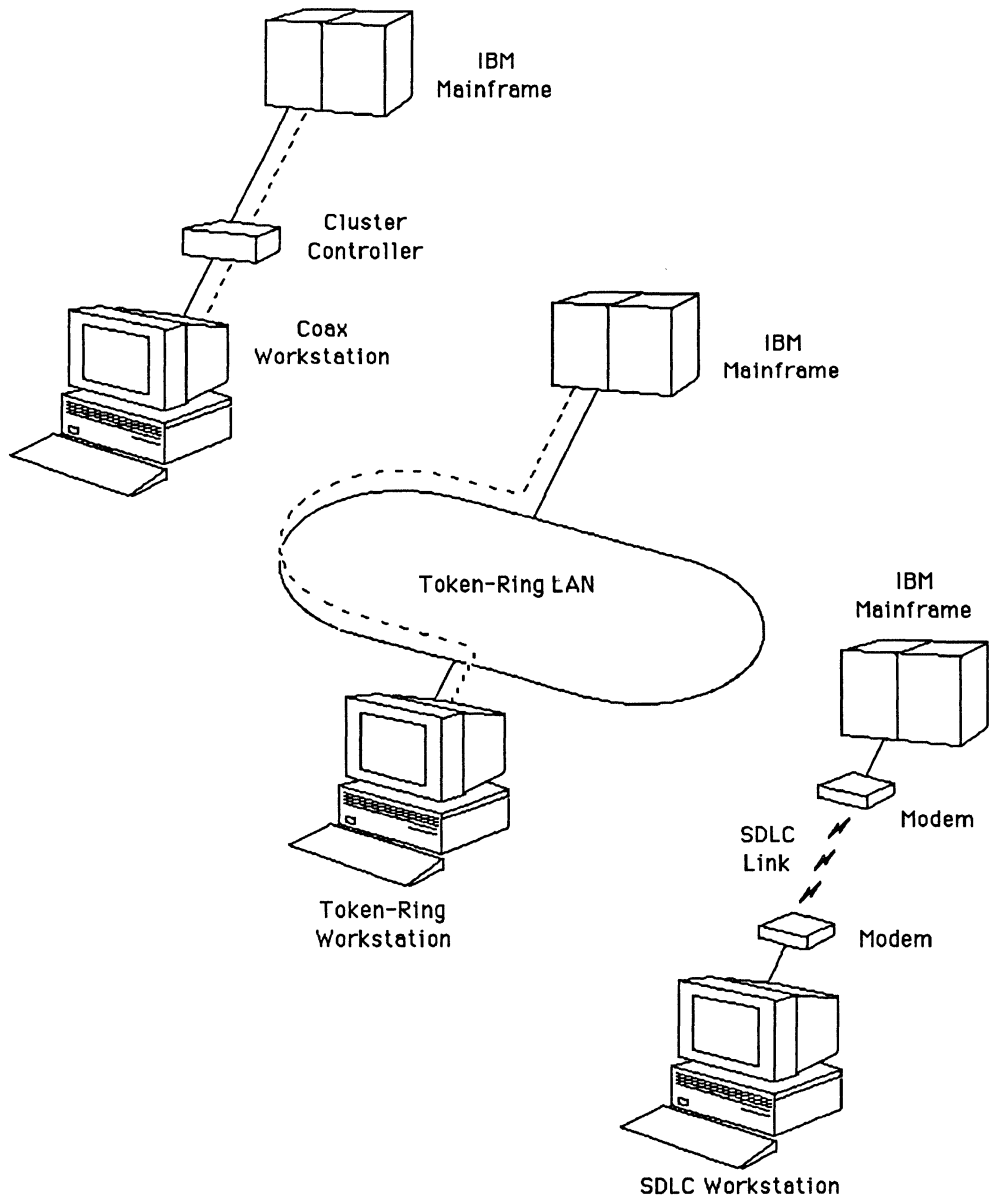 IBM
Mainframe
Cluster
Controller
Coax
Workstation
IBM
Mainframe
Token-Ring LAN
Token-Ring
Workstation
IBM
Mainframe
Modem
SDLC
Link
Modem
SDLC Workstation